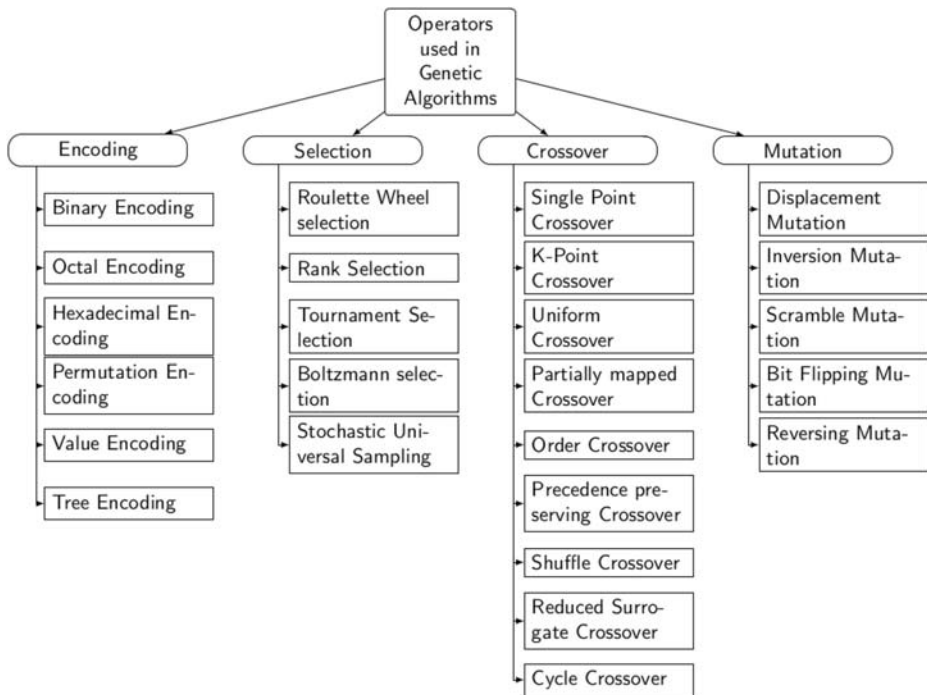 Operators
used in
Genetic
Algorithms
Encoding
Binary Encoding
Octal Encoding
Hexadecimal En-
coding
Permutation En-
coding
Value Encoding
Tree Encoding
Selection
Roulette Wheel
selection
Rank Selection
Tournament Se-
lection
Boltzmann selec-
tion
Stochastic Uni-
versal Sampling
Crossover
Single Point
Crossover
K-Point
Crossover
Uniform
Crossover
Partially mapped
Crossover
Order Crossover
Precedence pre-
serving Crossover
Shuffle Crossover
Reduced Surro-
gate Crossover
Cycle Crossover
Mutation
Displacement
Mutation
Inversion Muta-
tion
Scramble Muta-
tion
Bit Flipping Mu-
tation
Reversing Muta-
tion